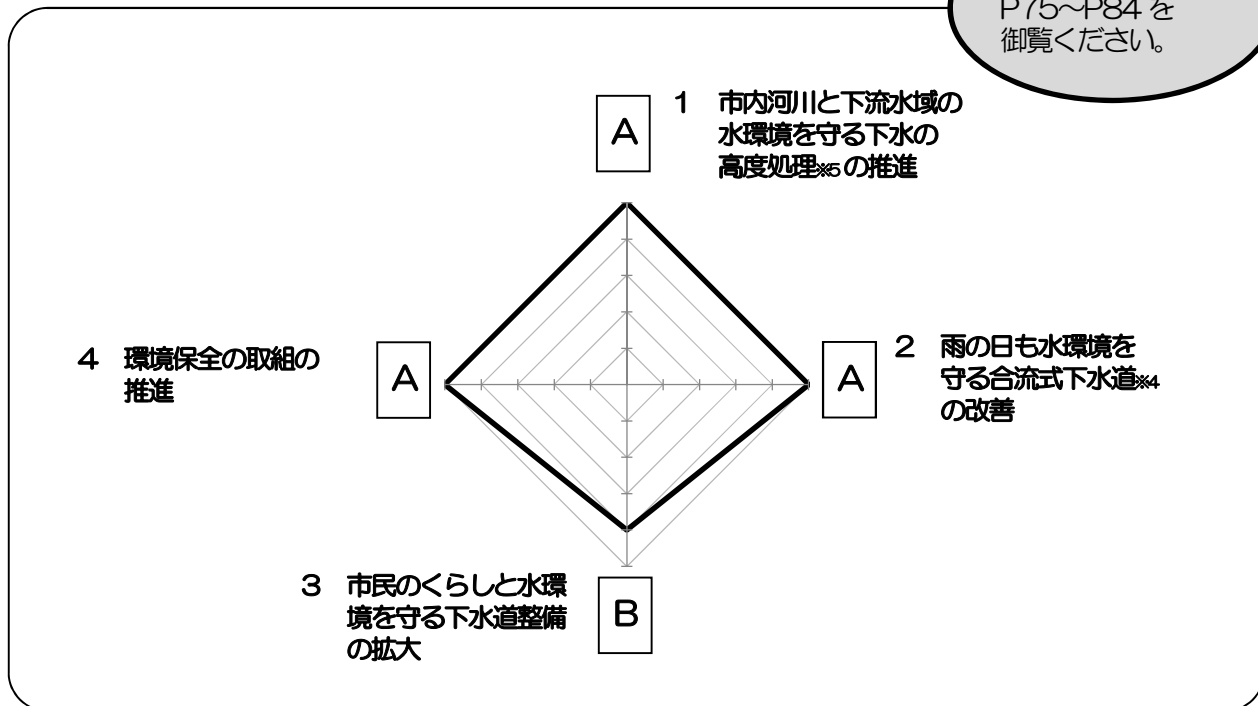 P75～P84 を
御覧ください。
A
1 市内河川と下流水域の
水環境を守る下水の
高度処理※5の推進
4 環境保全の取組の
推進
A
A
2 雨の日も水環境を
守る合流式下水道※4
の改善
3 市民のくらしと水環
境を守る下水道整備
の拡大
B